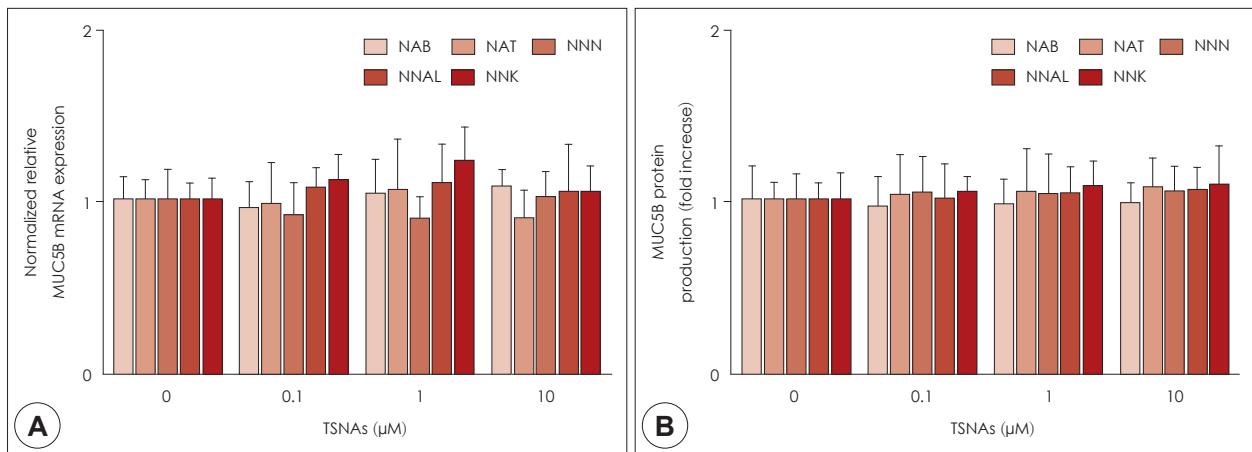 2
NAB NAT NNN
NNAL NNK
Normalized relative
MUC5B mRNA expression
1
0
0 0.1 1 10
TSNAs (µM)
A
2
NAB NAT NNN
NNAL NNK
MUC5B protein
production (fold increase)
1
0
0 0.1 1 10
TSNAs (µM)
B